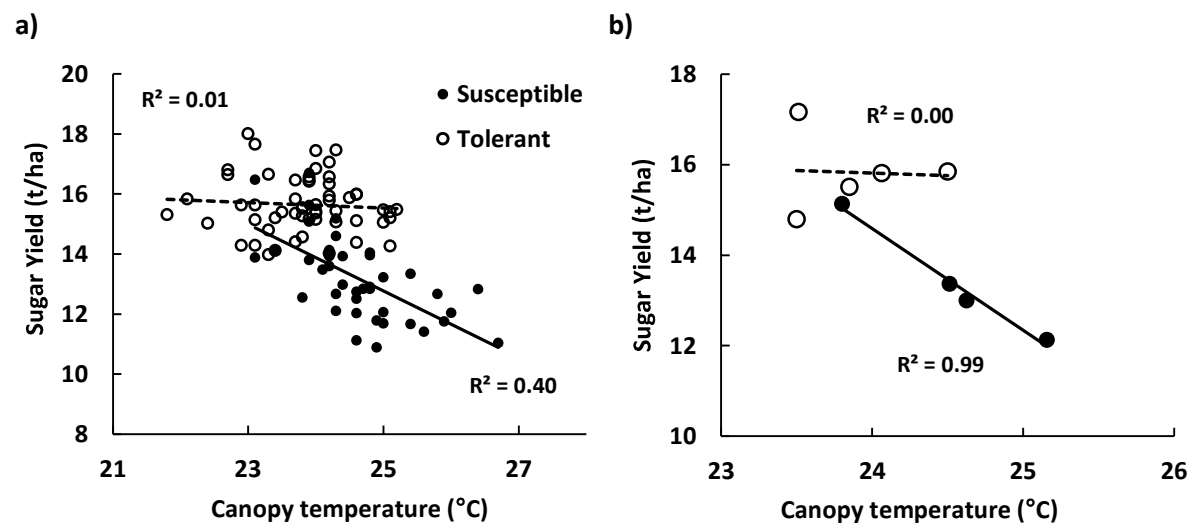 a)
R² = 0.01
Susceptible
Tolerant
R² = 0.40
20
18
16
14
12
10
8
21
23
25
27
Sugar Yield (t/ha)
Canopy temperature (°C)
b)
R² = 0.00
R² = 0.99
18
16
14
12
10
23
24
25
26
Sugar Yield (t/ha)
Canopy temperature (°C)